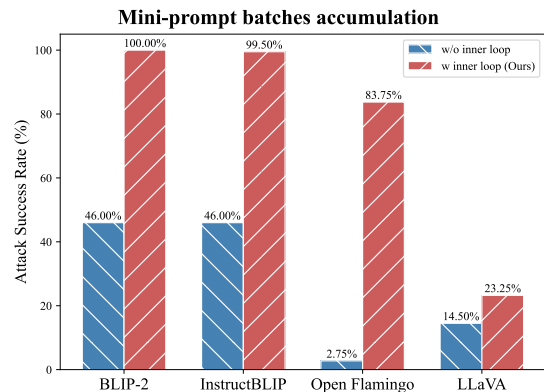 Mini-prompt batches accumulation
Attack Success Rate (%)
100
80
60
40
20
0
w/o inner loop
w inner loop (Ours)
46.00%
100.00%
46.00%
99.50%
2.75%
83.75%
14.50%
23.25%
BLIP-2
InstructBLIP
Open Flamingo
LLaVA